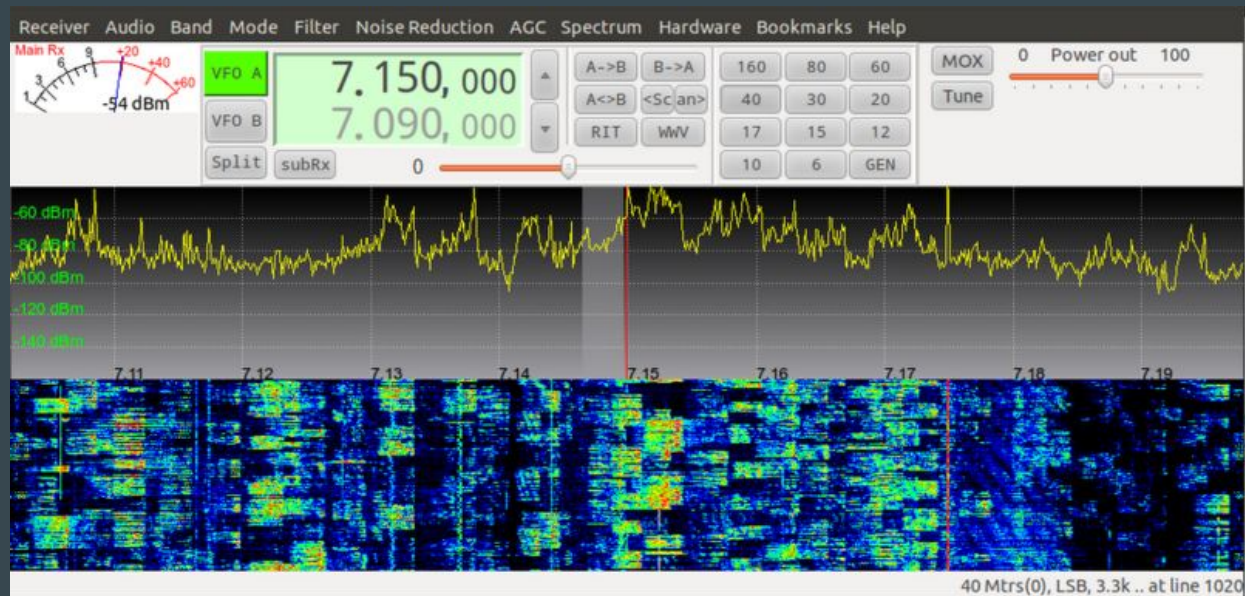 Receiver Audio Band Mode Filter Noise Reduction AGC Spectrum Hardware Bookmarks Help
Main Rx
1 3 6 9 +20 +40 +60
-54 dBm
VFO A
VFO B
Split
7.150,000
7.090,000
subRx
0
A->B B->A
A<>B <Sc an>
RIT WWV
160 80 60
40 30 20
17 15 12
10 6 GEN
MOX
Tune
0 Power out 100
-60 dBm
-80 dBm
-100 dBm
-120 dBm
-140 dBm
7.11 7.12 7.13 7.14 7.15 7.16 7.17 7.18 7.19
40 Mtrs(0), LSB, 3.3k .. at line 1020